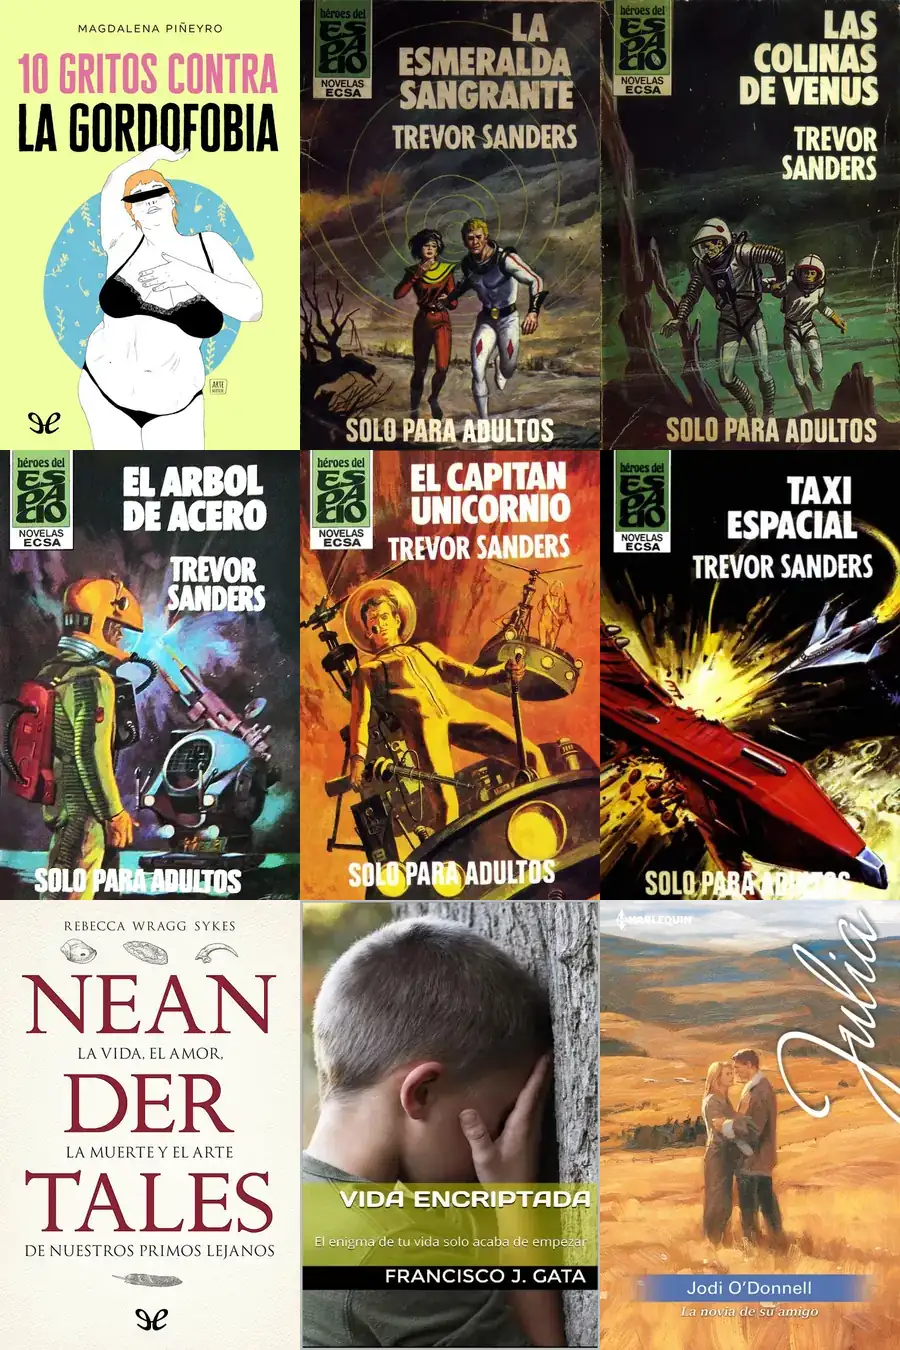 MAGDALENA PIÑEYRO
10 GRITOS CONTRA
LA GORDOFOBIA
ARTE
héroes del
ESPACIO
NOVELAS
ECSA
LA
ESMERALDA
SANGRANTE
TREVOR SANDERS
SOLO PARA ADULTOS
héroes del
ESPACIO
NOVELAS
ECSA
LAS
COLINAS
DE VENUS
TREVOR
SANDERS
SOLO PARA ADULTOS
héroes del
ESPACIO
NOVELAS
ECSA
EL ARBOL
DE ACERO
TREVOR
SANDERS
SOLO PARA ADULTOS
héroes del
ESPACIO
NOVELAS
ECSA
EL CAPITAN
UNICORNIO
TREVOR SANDERS
SOLO PARA ADULTOS
héroes del
ESPACIO
NOVELAS
ECSA
TAXI
ESPACIAL
TREVOR SANDERS
SOLO PARA ADULTOS
REBECCA WRAGG SYKES
NEAN
LA VIDA, EL AMOR,
DER
LA MUERTE Y EL ARTE
TALES
DE NUESTROS PRIMOS LEJANOS
VIDA ENCRIPTADA
El enigma de tu vida solo acaba de empezar
FRANCISCO J. GATA
HARLEQUIN
Julia
Jodi O'Donnell
La novia de su amigo